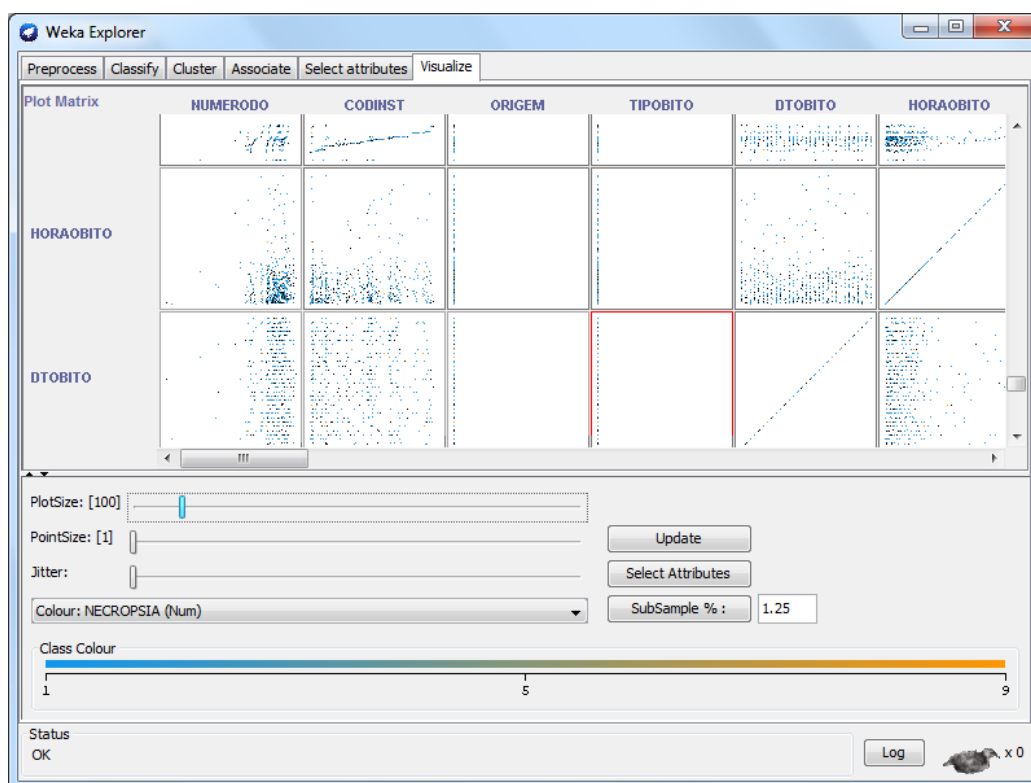 Weka Explorer
Preprocess Classify Cluster Associate Select attributes Visualize
Plot Matrix NUMERODO CODINST ORIGEM TIPOBITO DTOBITO HORAOBITO
HORAOBITO
DTOBITO
PlotSize: [100]
PointSize: [1] Update
Jitter: Select Attributes
Colour: NECROPSIA (Num) SubSample % : 1.25
Class Colour
1 5 9
Status
OK Log x 0